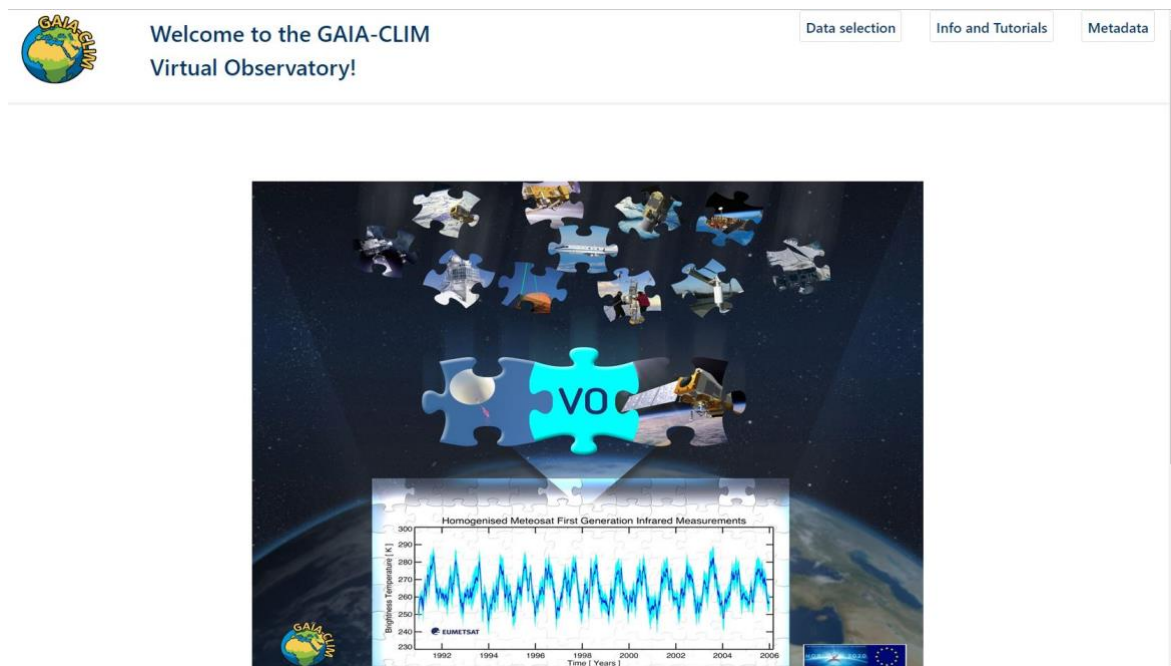 GAIA-CLIM
Welcome to the GAIA-CLIM
Virtual Observatory!
Data selection
Info and Tutorials
Metadata
VO
Homogenised Meteosat First Generation Infrared Measurements
Brightness Temperature [ K ]
300
290
280
270
260
250
240
230
EUMETSAT
1992 1994 1996 1998 2000 2002 2004 2006
Time [ Years ]
GAIA-CLIM
HORIZON 2020